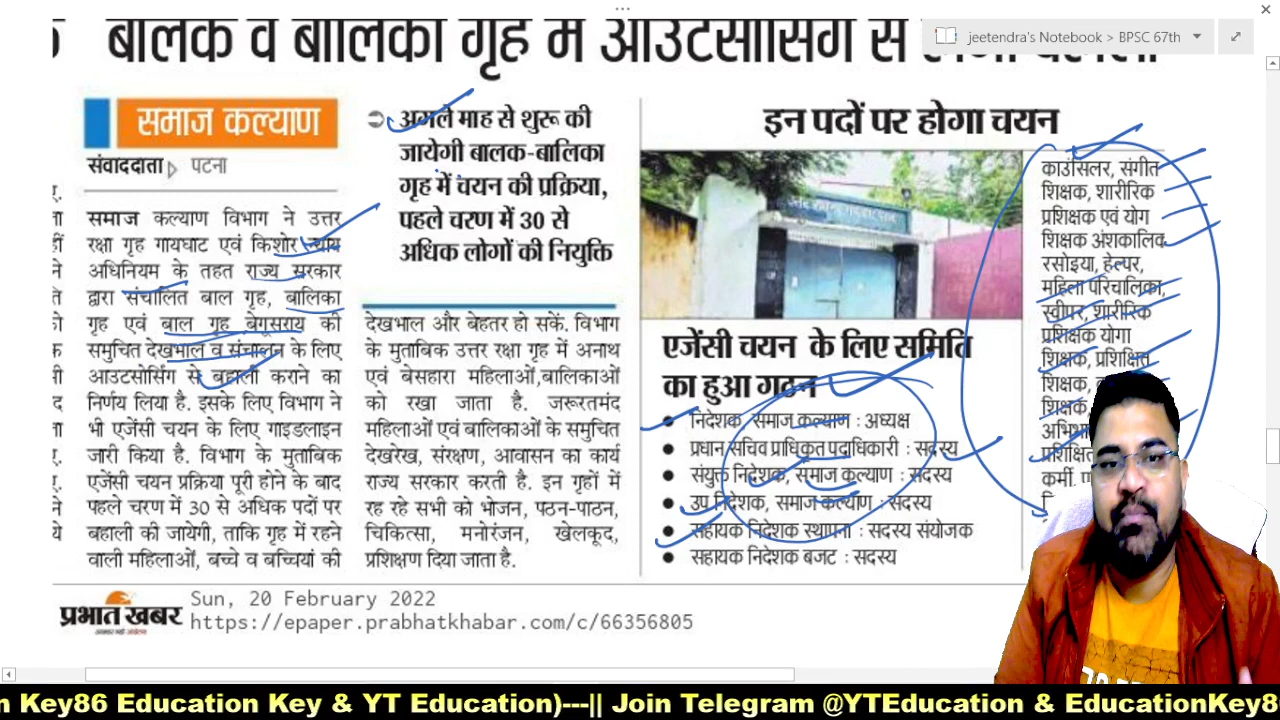 jeetendra's Notebook > BPSC 67th
बालक व बालिका गृह में आउटसोर्सिंग से
समाज कल्याण
संवाददाता पटना
समाज कल्याण विभाग ने उत्तर
रक्षा गृह गायघाट एवं किशोर न्याय
अधिनियम के तहत राज्य सरकार
द्वारा संचालित बाल गृह, बालिका
गृह एवं बाल गृह बेगूसराय की
समुचित देखभाल व संचालन के लिए
आउटसोर्सिंग से बहाली कराने का
निर्णय लिया है. इसके लिए विभाग ने
भी एजेंसी चयन के लिए गाइडलाइन
जारी किया है. विभाग के मुताबिक
एजेंसी चयन प्रक्रिया पूरी होने के बाद
पहले चरण में 30 से अधिक पदों पर
बहाली की जायेगी, ताकि गृह में रहने
वाली महिलाओं, बच्चे व बच्चियों की
अगले माह से शुरू की
जायेगी बालक-बालिका
गृह में चयन की प्रक्रिया,
पहले चरण में 30 से
अधिक लोगों की नियुक्ति
देखभाल और बेहतर हो सकें. विभाग
के मुताबिक उत्तर रक्षा गृह में अनाथ
एवं बेसहारा महिलाओं,बालिकाओं
को रखा जाता है. जरूरतमंद
महिलाओं एवं बालिकाओं के समुचित
देखरेख, संरक्षण, आवासन का कार्य
राज्य सरकार करती है. इन गृहों में
रह रहे सभी को भोजन, पठन-पाठन,
चिकित्सा, मनोरंजन, खेलकूद,
प्रशिक्षण दिया जाता है.
इन पदों पर होगा चयन
एजेंसी चयन के लिए समिति
का हुआ गठन
निदेशक, समाज कल्याण : अध्यक्ष
प्रधान सचिव प्राधिकृत पदाधिकारी : सदस्य
संयुक्त निदेशक, समाज कल्याण : सदस्य
उप निदेशक, समाज कल्याण : सदस्य
सहायक निदेशक स्थापना : सदस्य संयोजक
सहायक निदेशक बजट : सदस्य
काउंसिलर, संगीत
शिक्षक, शारीरिक
प्रशिक्षक एवं योग
शिक्षक अंशकालिक
रसोइया, हेल्पर,
महिला परिचालिका,
स्वीपर, शारीरिक
प्रशिक्षक योगा
शिक्षक, प्रशिक्षित
शिक्षक,
शिक्षक,
प्रशिक्षित
कर्मी,
प्रभात खबर
Sun, 20 February 2022
https://epaper.prabhatkhabar.com/c/66356805
n Key86 Education Key & YT Education)---|| Join Telegram @YTEducation & EducationKey8